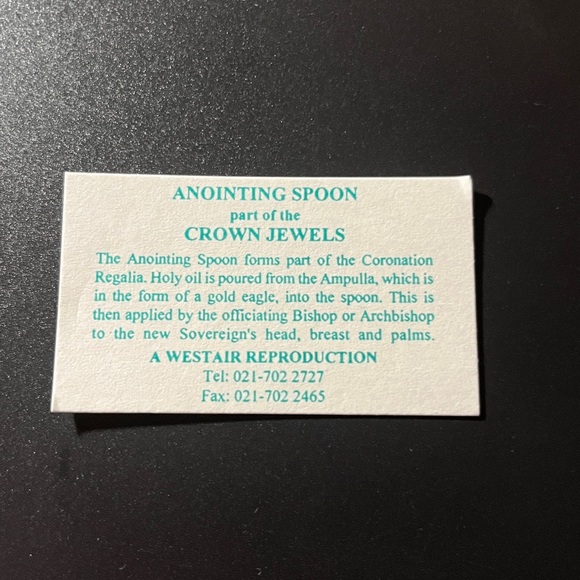 ANOINTING SPOON
part of the
CROWN JEWELS
The Anointing Spoon forms part of the Coronation
Regalia. Holy oil is poured from the Ampulla, which is
in the form of a gold eagle, into the spoon. This is
then applied by the officiating Bishop or Archbishop
to the new Sovereign's head, breast and palms.
A WESTAIR REPRODUCTION
Tel: 021-702 2727
Fax: 021-702 2465